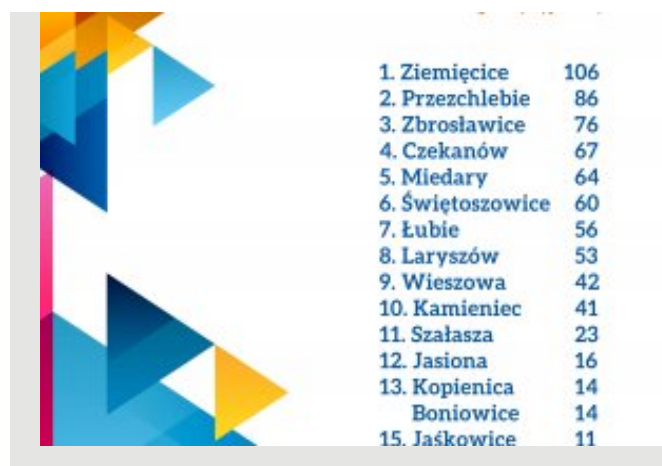 1. Ziemięcice 106
2. Przezchlebie 86
3. Zbrosławice 76
4. Czekanów 67
5. Miedary 64
6. Świętoszowice 60
7. Łubie 56
8. Laryszów 53
9. Wieszowa 42
10. Kamieniec 41
11. Szałasza 23
12. Jasiona 16
13. Kopienica 14
Boniowice 14
15. Jaśkowice 11